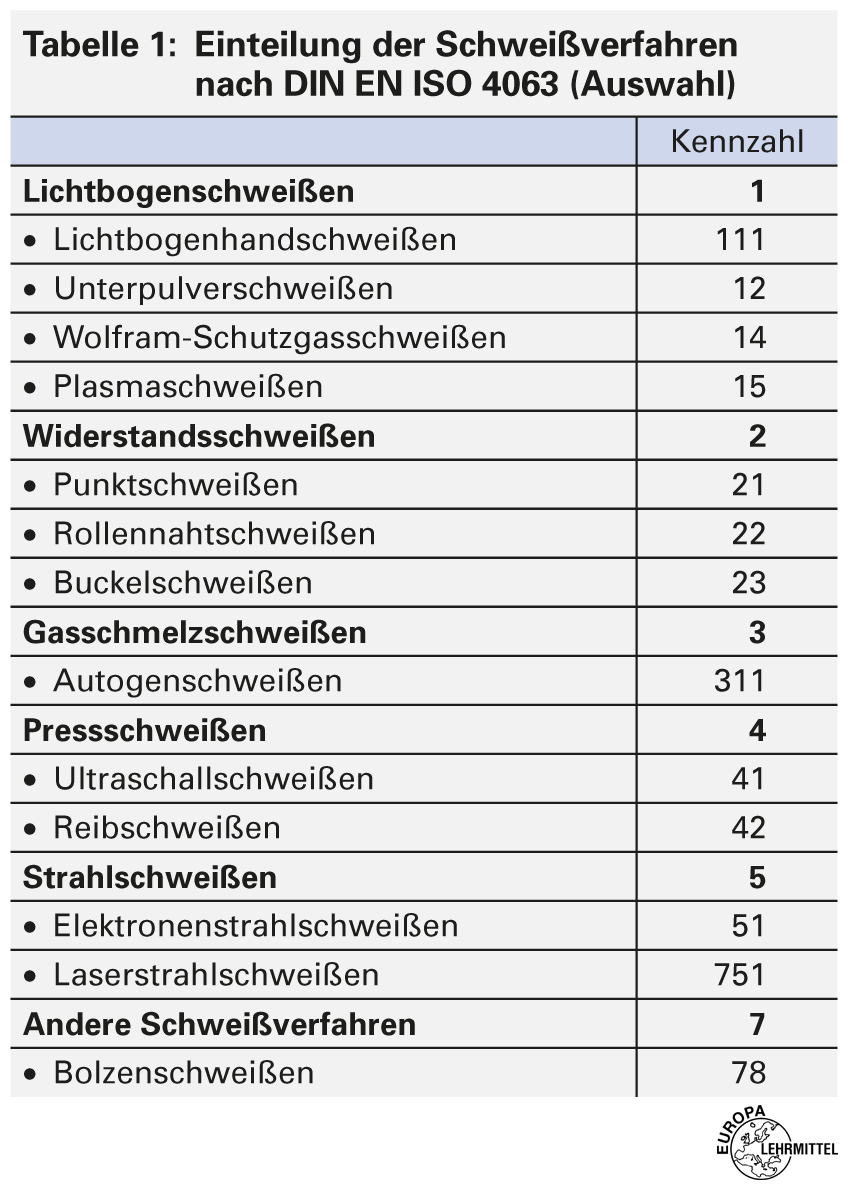 Tabelle 1: Einteilung der Schweißverfahren
nach DIN EN ISO 4063 (Auswahl)
Kennzahl
Lichtbogenschweißen 1
• Lichtbogenhandschweißen 111
• Unterpulverschweißen 12
• Wolfram-Schutzgasschweißen 14
• Plasmaschweißen 15
Widerstandsschweißen 2
• Punktschweißen 21
• Rollennahtschweißen 22
• Buckelschweißen 23
Gasschmelzschweißen 3
• Autogenschweißen 311
Pressschweißen 4
• Ultraschallschweißen 41
• Reibschweißen 42
Strahlschweißen 5
• Elektronenstrahlschweißen 51
• Laserstrahlschweißen 751
Andere Schweißverfahren 7
• Bolzenschweißen 78
EUROPA
LEHRMITTEL